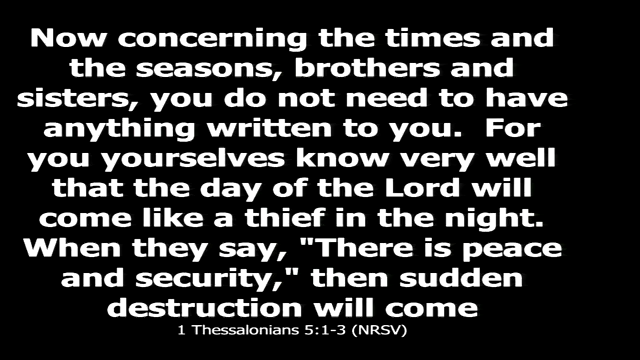 Now concerning the times and
the seasons, brothers and
sisters, you do not need to have
anything written to you.  For
you yourselves know very well
that the day of the Lord will
come like a thief in the night.
When they say, "There is peace
and security," then sudden
destruction will come
1 Thessalonians 5:1-3 (NRSV)